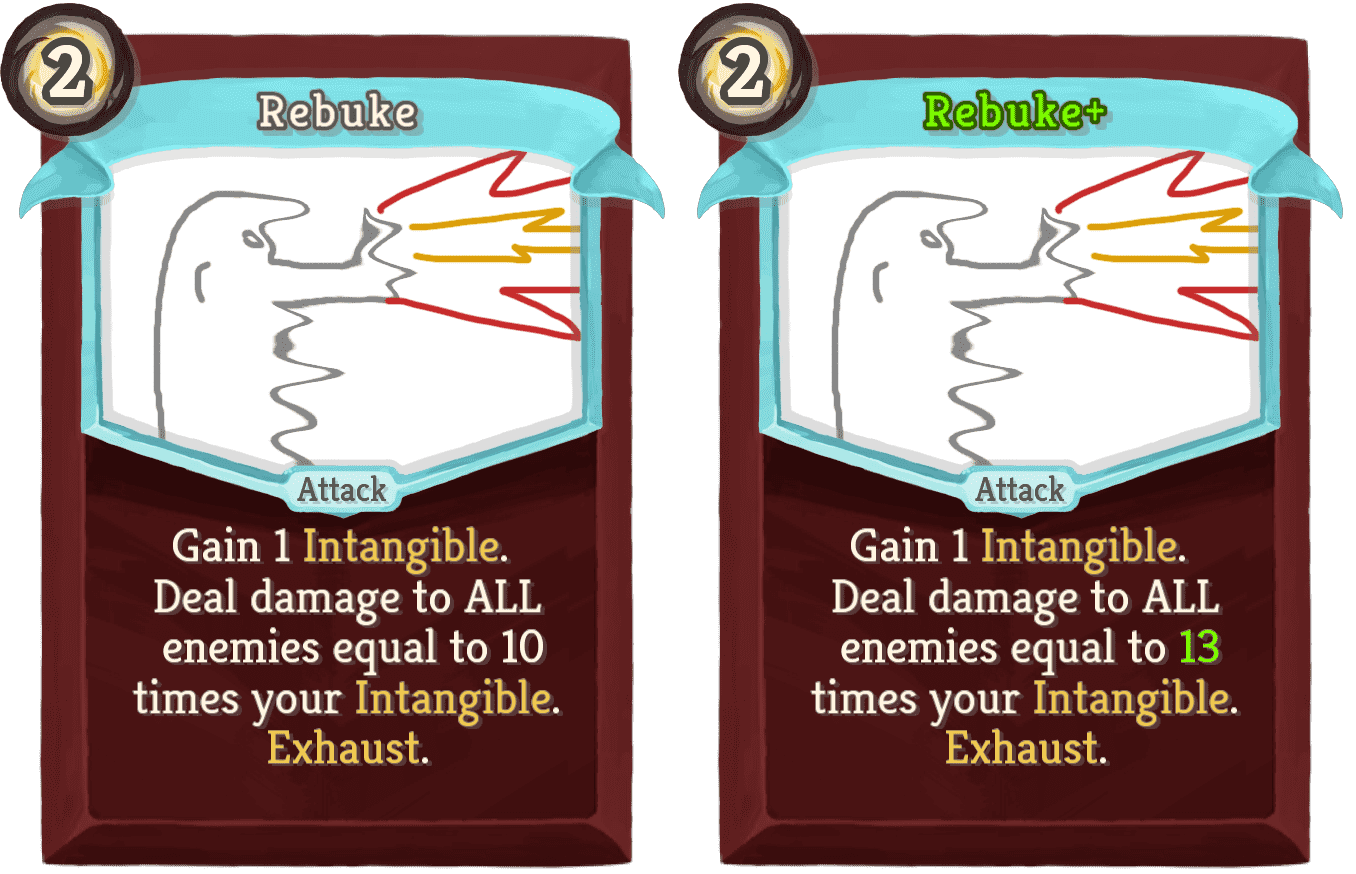 2
Rebuke
Attack
Gain 1 Intangible.
Deal damage to ALL
enemies equal to 10
times your Intangible.
Exhaust.
2
Rebuke+
Attack
Gain 1 Intangible.
Deal damage to ALL
enemies equal to 13
times your Intangible.
Exhaust.